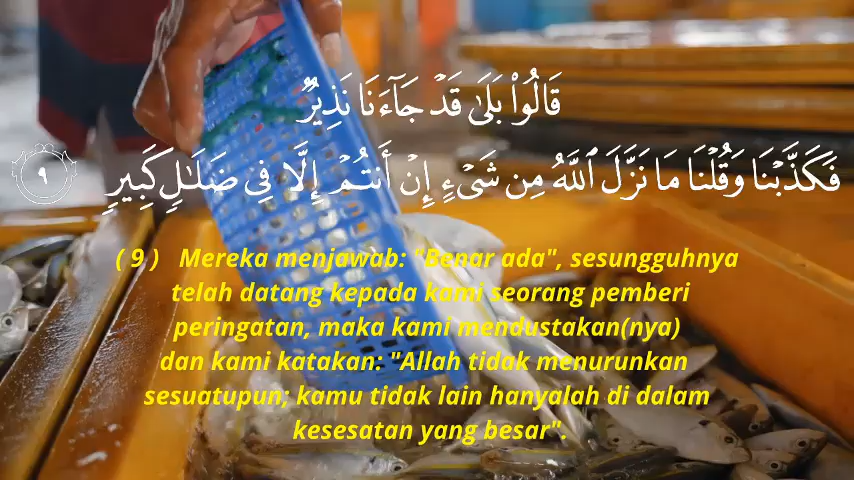 قَالُوا۟ بَلَىٰ قَدْ جَآءَنَا نَذِيرٌ
فَكَذَّبْنَا وَقُلْنَا مَا نَزَّلَ ٱللَّهُ مِن شَىْءٍ إِنْ أَنتُمْ إِلَّا فِى ضَلَـٰلٍ كَبِيرٍ ٩
( 9 ) Mereka menjawab: "Benar ada", sesungguhnya
telah datang kepada kami seorang pemberi
peringatan, maka kami mendustakan(nya)
dan kami katakan: "Allah tidak menurunkan
sesuatupun; kamu tidak lain hanyalah di dalam
kesesatan yang besar".